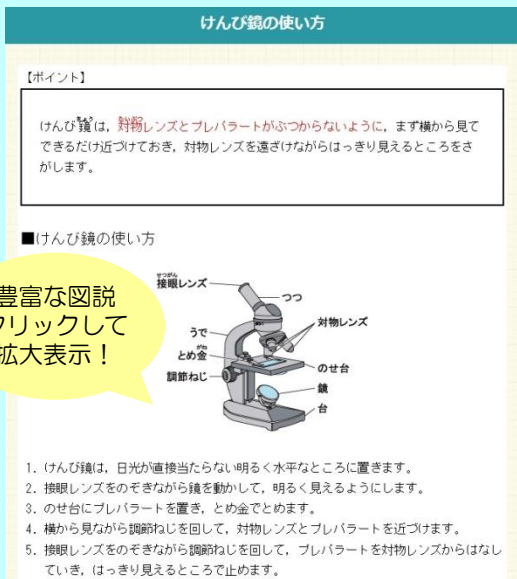 けんび鏡の使い方
【ポイント】
けんび鏡は，対物レンズとプレパラートがぶつからないように，まず横から見て
できるだけ近づけておき，対物レンズを遠ざけながらはっきり見えるところをさ
がします。
■けんび鏡の使い方
豊富な図説
クリックして
拡大表示！
せつがん
接眼レンズ
つつ
対物レンズ
うで
とめ金
調節ねじ
のせ台
鏡
台
1. けんび鏡は，日光が直接当たらない明るく水平なところに置きます。
2. 接眼レンズをのぞきながら鏡を動かして，明るく見えるようにします。
3. のせ台にプレパラートを置き，とめ金でとめます。
4. 横から見ながら調節ねじを回して，対物レンズとプレパラートを近づけます。
5. 接眼レンズをのぞきながら調節ねじを回して，プレパラートを対物レンズからはなし
ていき，はっきり見えるところで止めます。